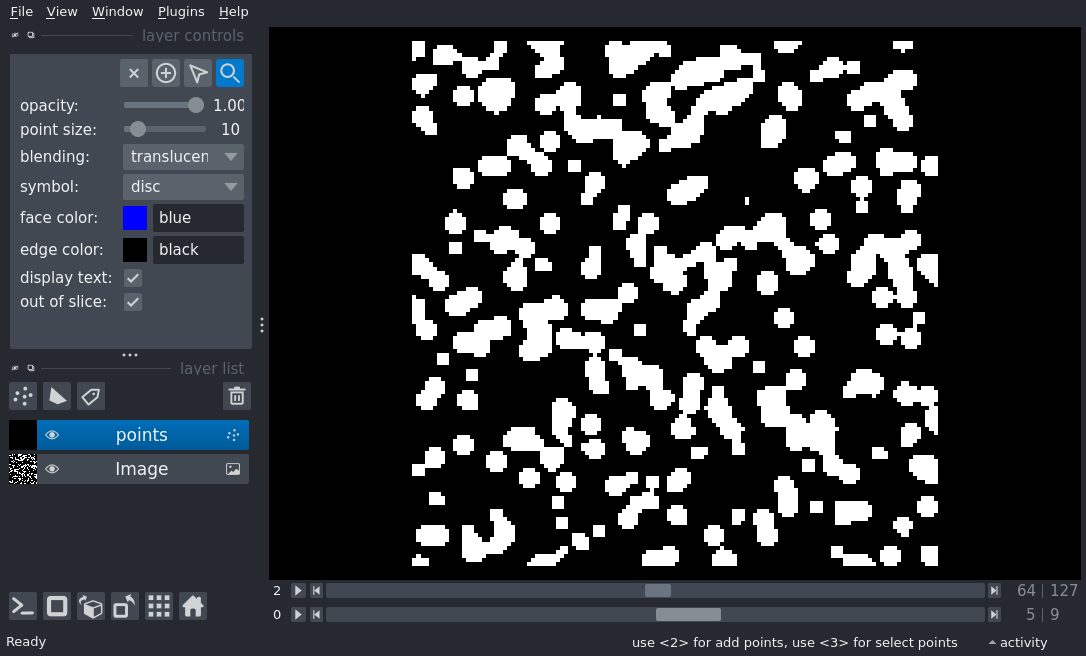 File View Window Plugins Help
layer controls
opacity: 1.00
point size: 10
blending: translucen
symbol: disc
face color: blue
edge color: black
display text:
out of slice:
layer list
points
Image
2 64 | 127
0 5 | 9
Ready use <2> for add points, use <3> for select points activity